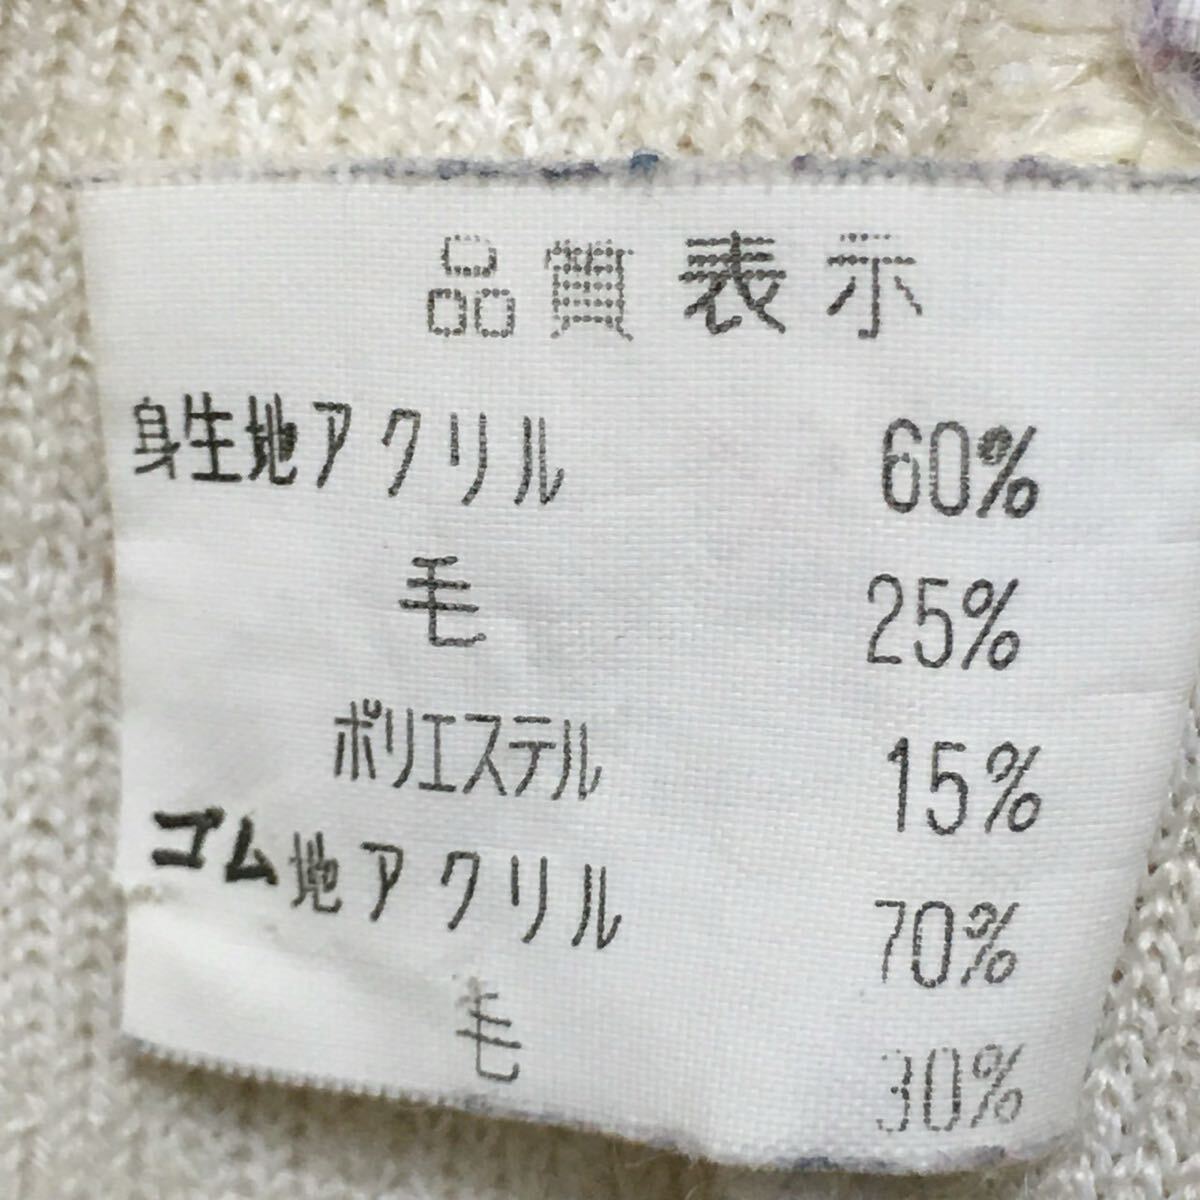 品質表示
身生地アクリル 60%
毛 25%
ポリエステル 15%
ゴム地アクリル 70%
毛 30%